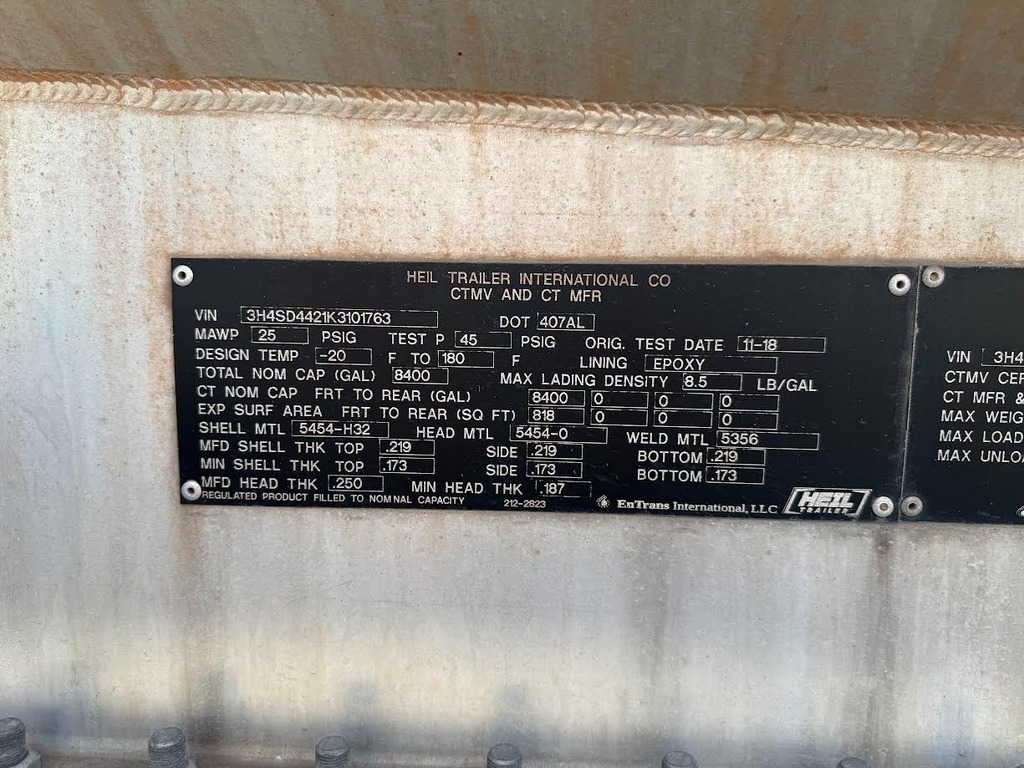 HEIL TRAILER INTERNATIONAL CO
CTMV AND CT MFR
VIN 3H4SD4421K3101763 DOT 407AL
MAWP 25 PSIG TEST P 45 PSIG ORIG. TEST DATE 11-18
DESIGN TEMP -20 F TO 180 F LINING EPOXY
TOTAL NOM CAP (GAL) 8400 MAX LADING DENSITY 8.5 LB/GAL
CT NOM CAP FRT TO REAR (GAL) 8400 0 0 0
EXP SURF AREA FRT TO REAR (SQ FT) 818 0 0 0
SHELL MTL 5454-H32 HEAD MTL 5454-0 WELD MTL 5356
MFD SHELL THK TOP .219 SIDE .219 BOTTOM .219
MIN SHELL THK TOP .173 SIDE .173 BOTTOM .173
MFD HEAD THK .250 MIN HEAD THK .187
REGULATED PRODUCT FILLED TO NOMNAL CAPACITY 212-2823 EnTrans International, LLC HEIL TRAILER
VIN 3H4
CTMV CER
CT MFR &
MAX WEIG
MAX LOAD
MAX UNLOA